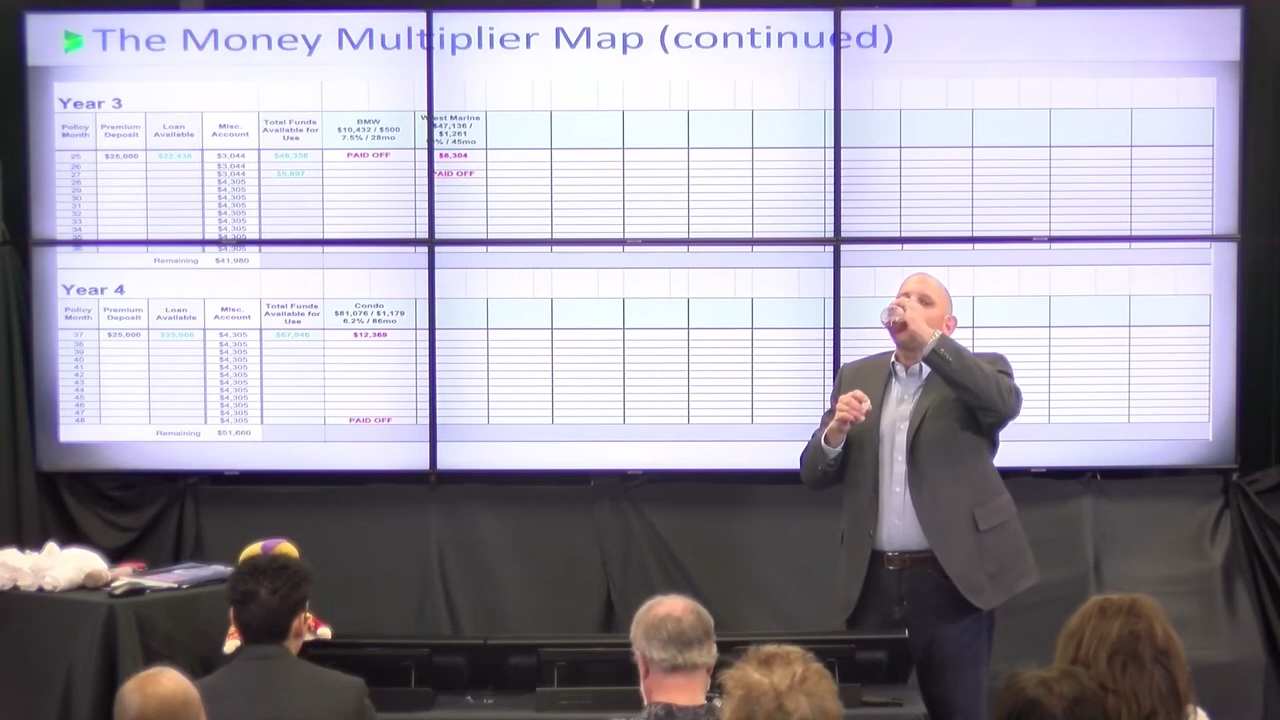 The Money Multiplier Map (continued)
Year 3
Policy Month Premium Deposit Loan Available Misc. Account Total Funds Available for Use BMW $10,432 / $500 7.5% / 28mo West Marine $47,136 / $1,261 % / 45mo
25 $25,000 $22,438 $3,044 $48,356 PAID OFF $8,304
26 $3,044
27 $3,044 $5,897 PAID OFF
28 $4,305
29 $4,305
30 $4,305
31 $4,305
32 $4,305
33 $4,305
34 $4,305
35 $4,305
36 $4,305
Remaining $41,980
Year 4
Policy Month Premium Deposit Loan Available Misc. Account Total Funds Available for Use Condo $81,076 / $1,179 6.2% / 86mo
37 $25,000 $4,305 $67,946 $12,369
38 $4,305
39 $4,305
40 $4,305
41 $4,305
42 $4,305
43 $4,305
44 $4,305
45 $4,305
46 $4,305
47 $4,305
48 $4,305 PAID OFF
Remaining $51,660